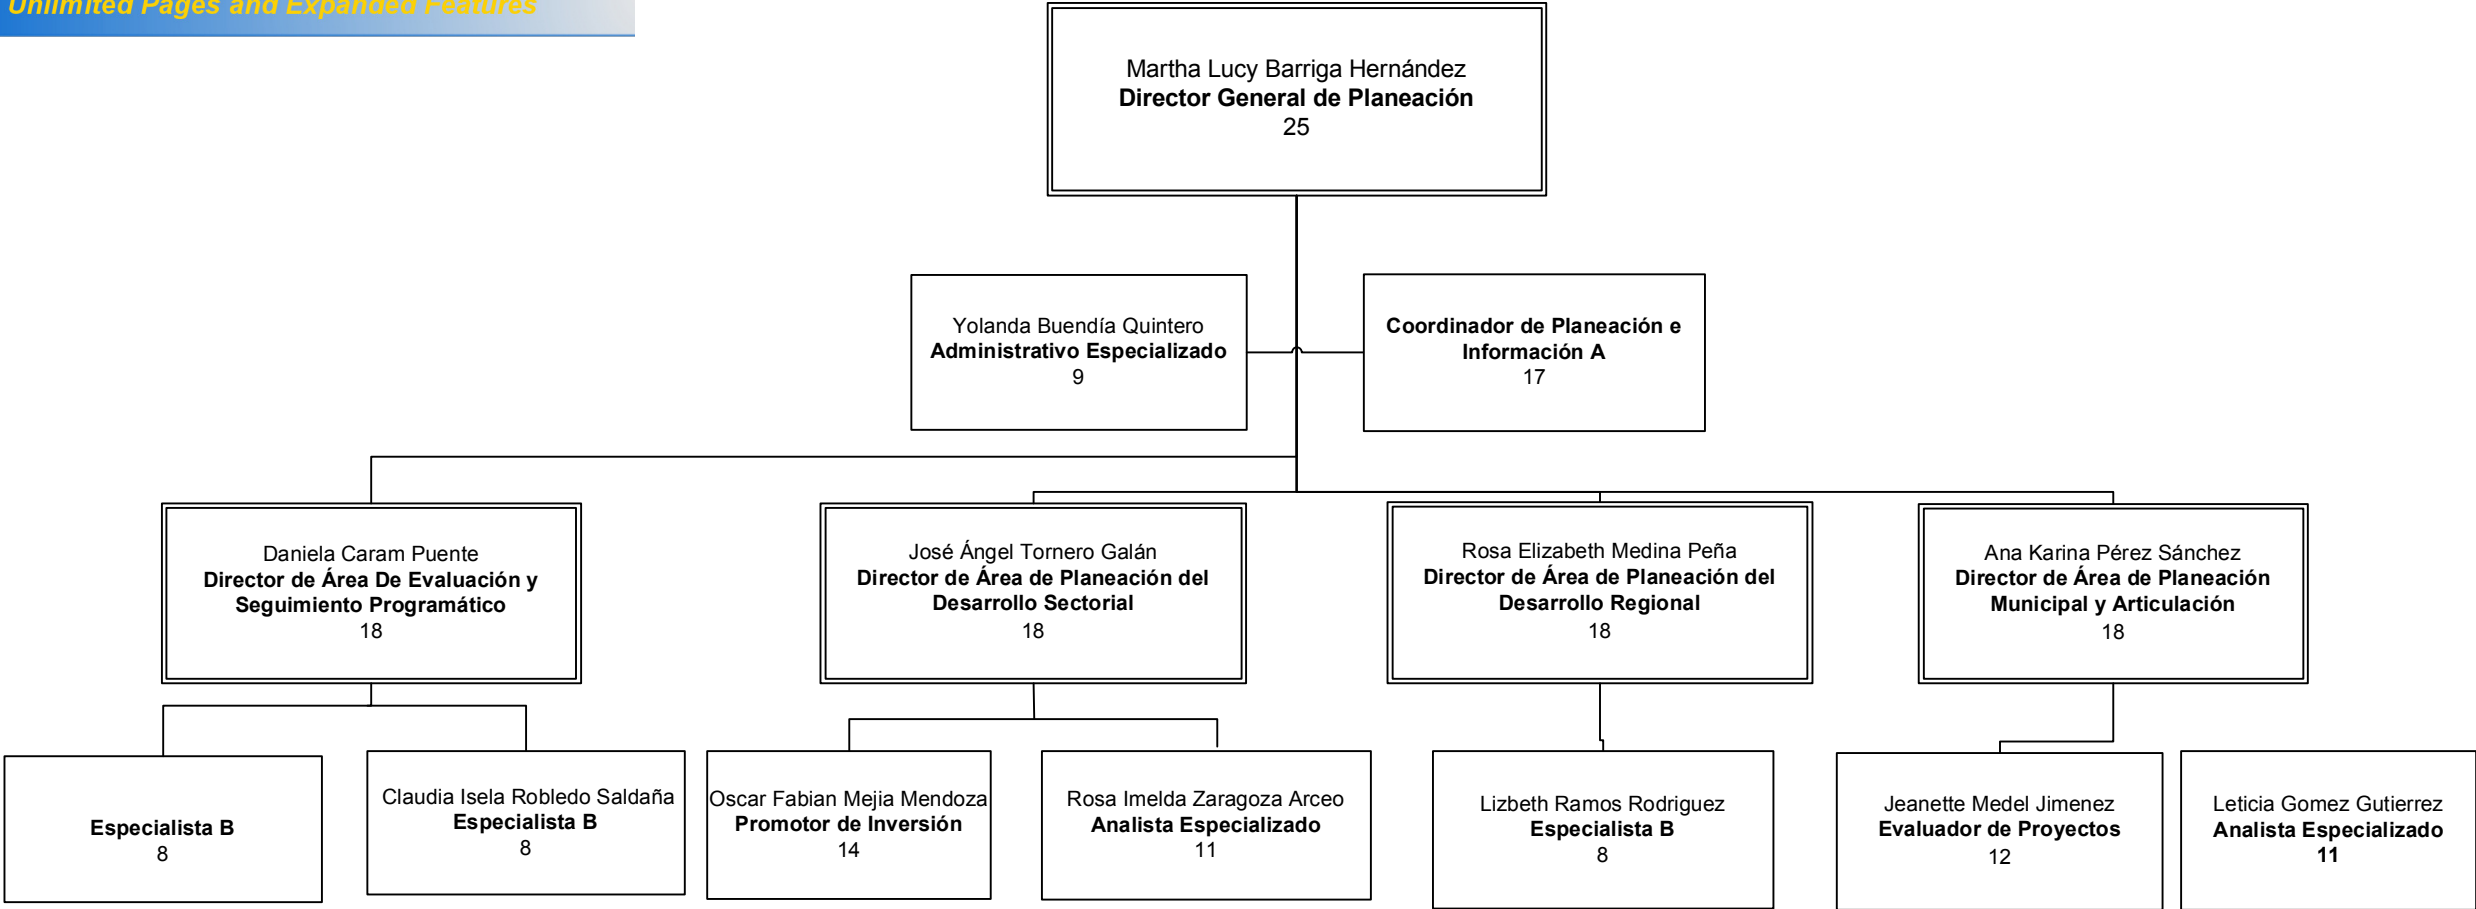 Unlimited Pages and Expanded Features
Martha Lucy Barriga Hernández
Director General de Planeación
25
Yolanda Buendía Quintero
Administrativo Especializado
9
Coordinador de Planeación e
Información A
17
Daniela Caram Puente
Director de Área De Evaluación y
Seguimiento Programático
18
José Ángel Tornero Galán
Director de Área de Planeación del
Desarrollo Sectorial
18
Rosa Elizabeth Medina Peña
Director de Área de Planeación del
Desarrollo Regional
18
Ana Karina Pérez Sánchez
Director de Área de Planeación
Municipal y Articulación
18
Especialista B
8
Claudia Isela Robledo Saldaña
Especialista B
8
Oscar Fabian Mejia Mendoza
Promotor de Inversión
14
Rosa Imelda Zaragoza Arceo
Analista Especializado
11
Lizbeth Ramos Rodriguez
Especialista B
8
Jeanette Medel Jimenez
Evaluador de Proyectos
12
Leticia Gomez Gutierrez
Analista Especializado
11